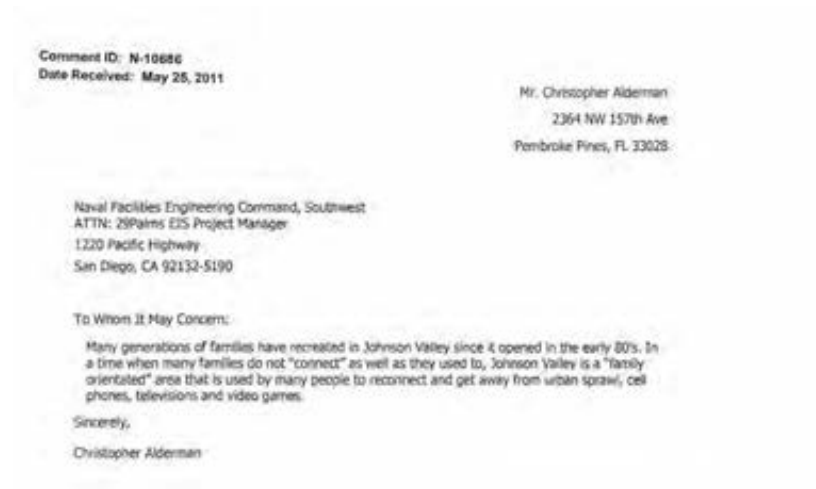 Comment ID: N-10686
Date Received: May 25, 2011
Mr. Christopher Alderman
2364 NW 157th Ave
Pembroke Pines, FL 33028
Naval Facilities Engineering Command, Southwest
ATTN: 29Palms EIS Project Manager
1220 Pacific Highway
San Diego, CA 92132-5190
To Whom It May Concern:
Many generations of families have recreated in Johnson Valley since it opened in the early 80's. In
a time when many families do not "connect" as well as they used to, Johnson Valley is a "family
orientated" area that is used by many people to reconnect and get away from urban sprawl, cell
phones, televisions and video games.
Sincerely,
Christopher Alderman